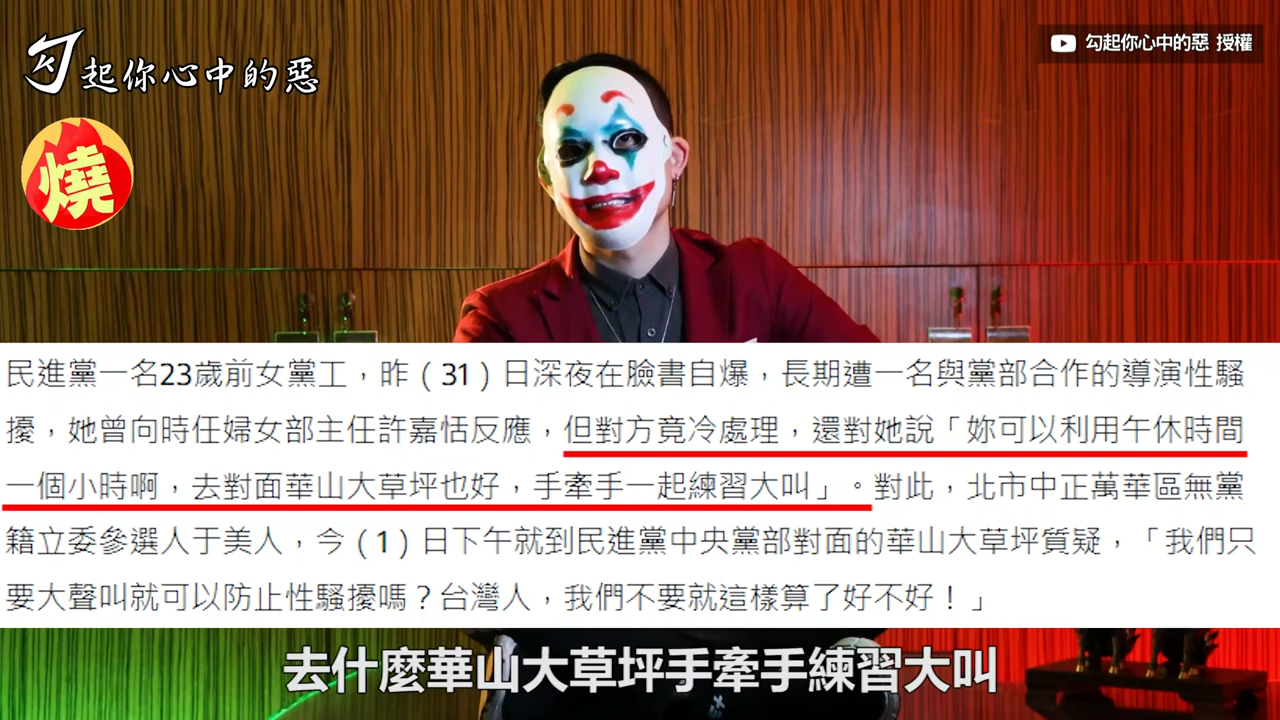 勾起你心中的惡
勾起你心中的惡 授權
燒
民進黨一名23歲前女黨工，昨（31）日深夜在臉書自爆，長期遭一名與黨部合作的導演性騷
擾，她曾向時任婦女部主任許嘉恬反應，但對方竟冷處理，還對她說「妳可以利用午休時間
一個小時啊，去對面華山大草坪也好，手牽手一起練習大叫」。對此，北市中正萬華區無黨
籍立委參選人于美人，今（1）日下午就到民進黨中央黨部對面的華山大草坪質疑，「我們只
要大聲叫就可以防止性騷擾嗎？台灣人，我們不要就這樣算了好不好！」
去什麼華山大草坪手牽手練習大叫